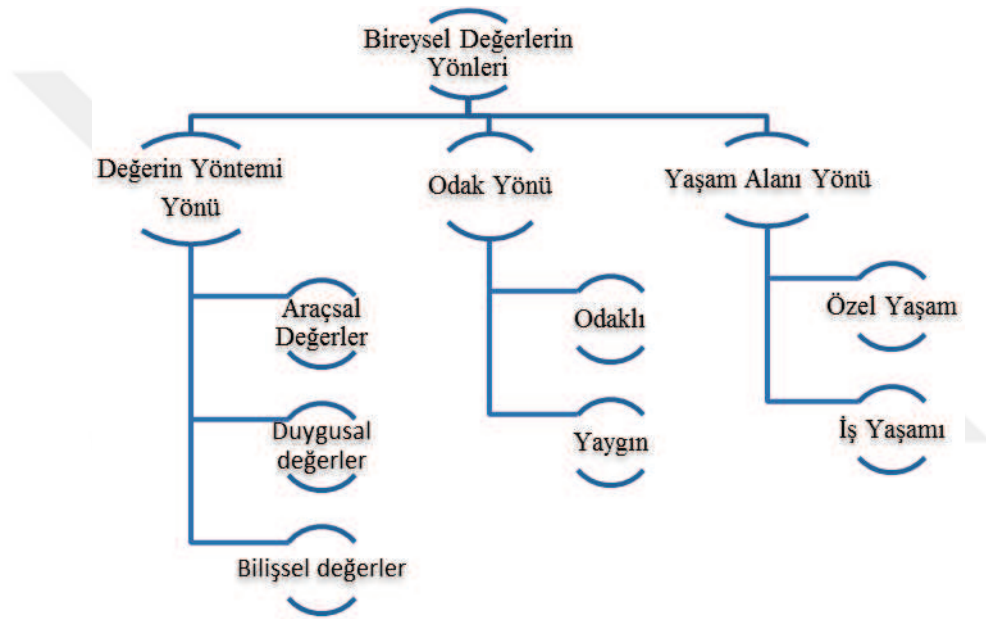 Bireysel Değerlerin
Yönleri
Değerin Yöntemi
Yönü
Araçsal
Değerler
Duygusal
değerler
Bilişsel değerler
Odak Yönü
Odaklı
Yaygın
Yaşam Alanı Yönü
Özel Yaşam
İş Yaşamı